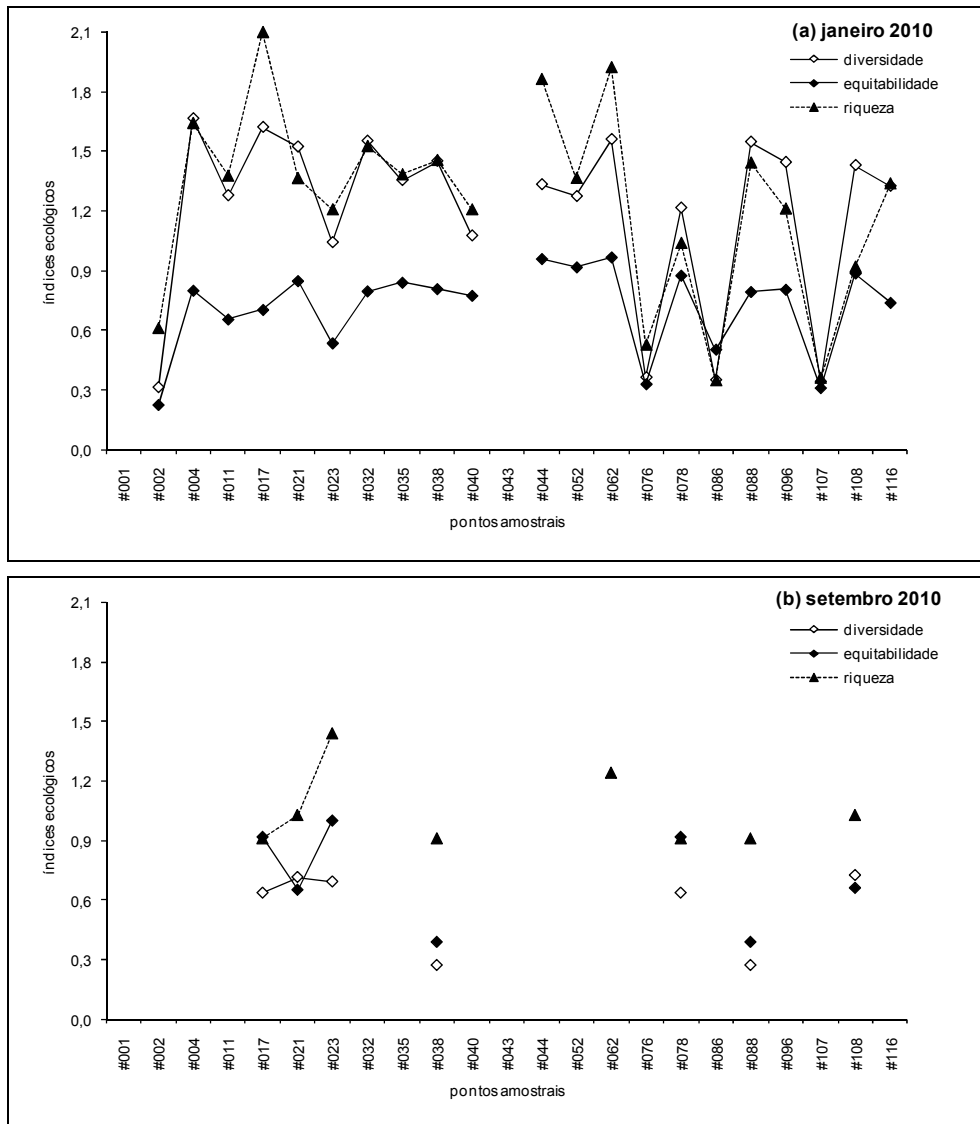 (a) janeiro 2010
diversidade
equitabilidade
riqueza
índices ecológicos
2,1
1,8
1,5
1,2
0,9
0,6
0,3
0,0
#001 #002 #004 #011 #017 #021 #023 #032 #035 #038 #040 #043 #044 #052 #062 #076 #078 #086 #088 #096 #107 #108 #116
pontos amostrais
(b) setembro 2010
diversidade
equitabilidade
riqueza
índices ecológicos
2,1
1,8
1,5
1,2
0,9
0,6
0,3
0,0
#001 #002 #004 #011 #017 #021 #023 #032 #035 #038 #040 #043 #044 #052 #062 #076 #078 #086 #088 #096 #107 #108 #116
pontos amostrais